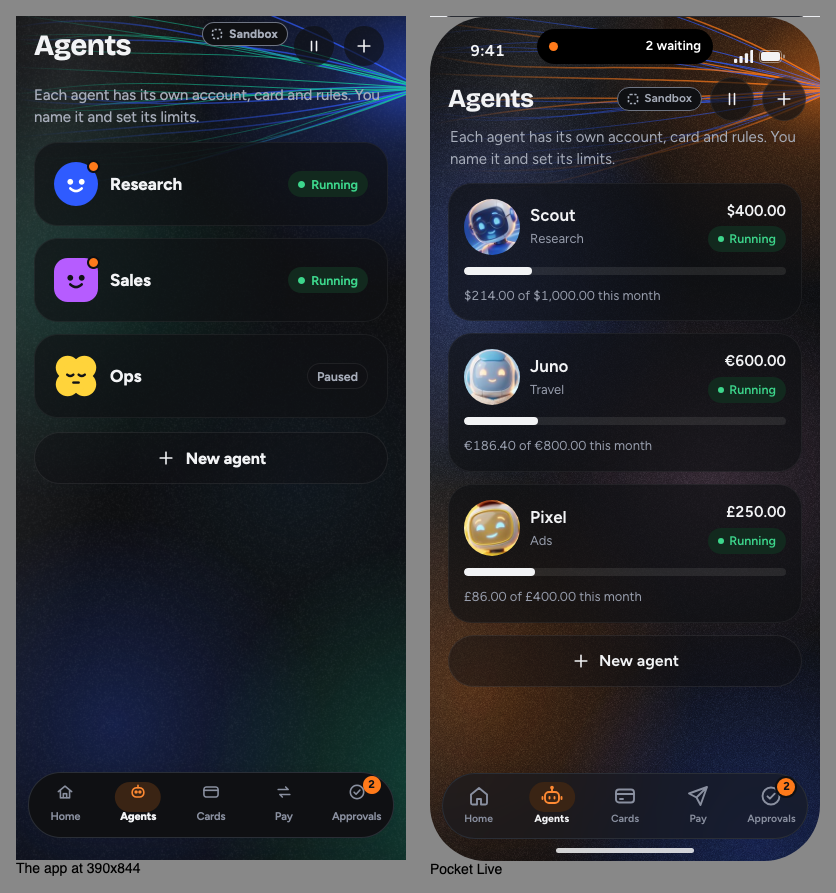 Agents
Sandbox
Each agent has its own account, card and rules. You
name it and set its limits.
Research
Running
Sales
Running
Ops
Paused
New agent
Home
Agents
Cards
Pay
Approvals
2
The app at 390x844
9:41
2 waiting
Agents
Sandbox
Each agent has its own account, card and rules. You
name it and set its limits.
Scout
$400.00
Research
Running
$214.00 of $1,000.00 this month
Juno
€600.00
Travel
Running
€186.40 of €800.00 this month
Pixel
£250.00
Ads
Running
£86.00 of £400.00 this month
New agent
Home
Agents
Cards
Pay
Approvals
2
Pocket Live